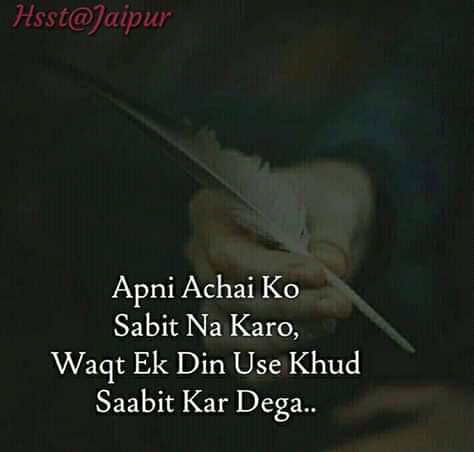 Hsst@Jaipur
Apni Achai Ko
Sabit Na Karo,
Waqt Ek Din Use Khud
Saabit Kar Dega..